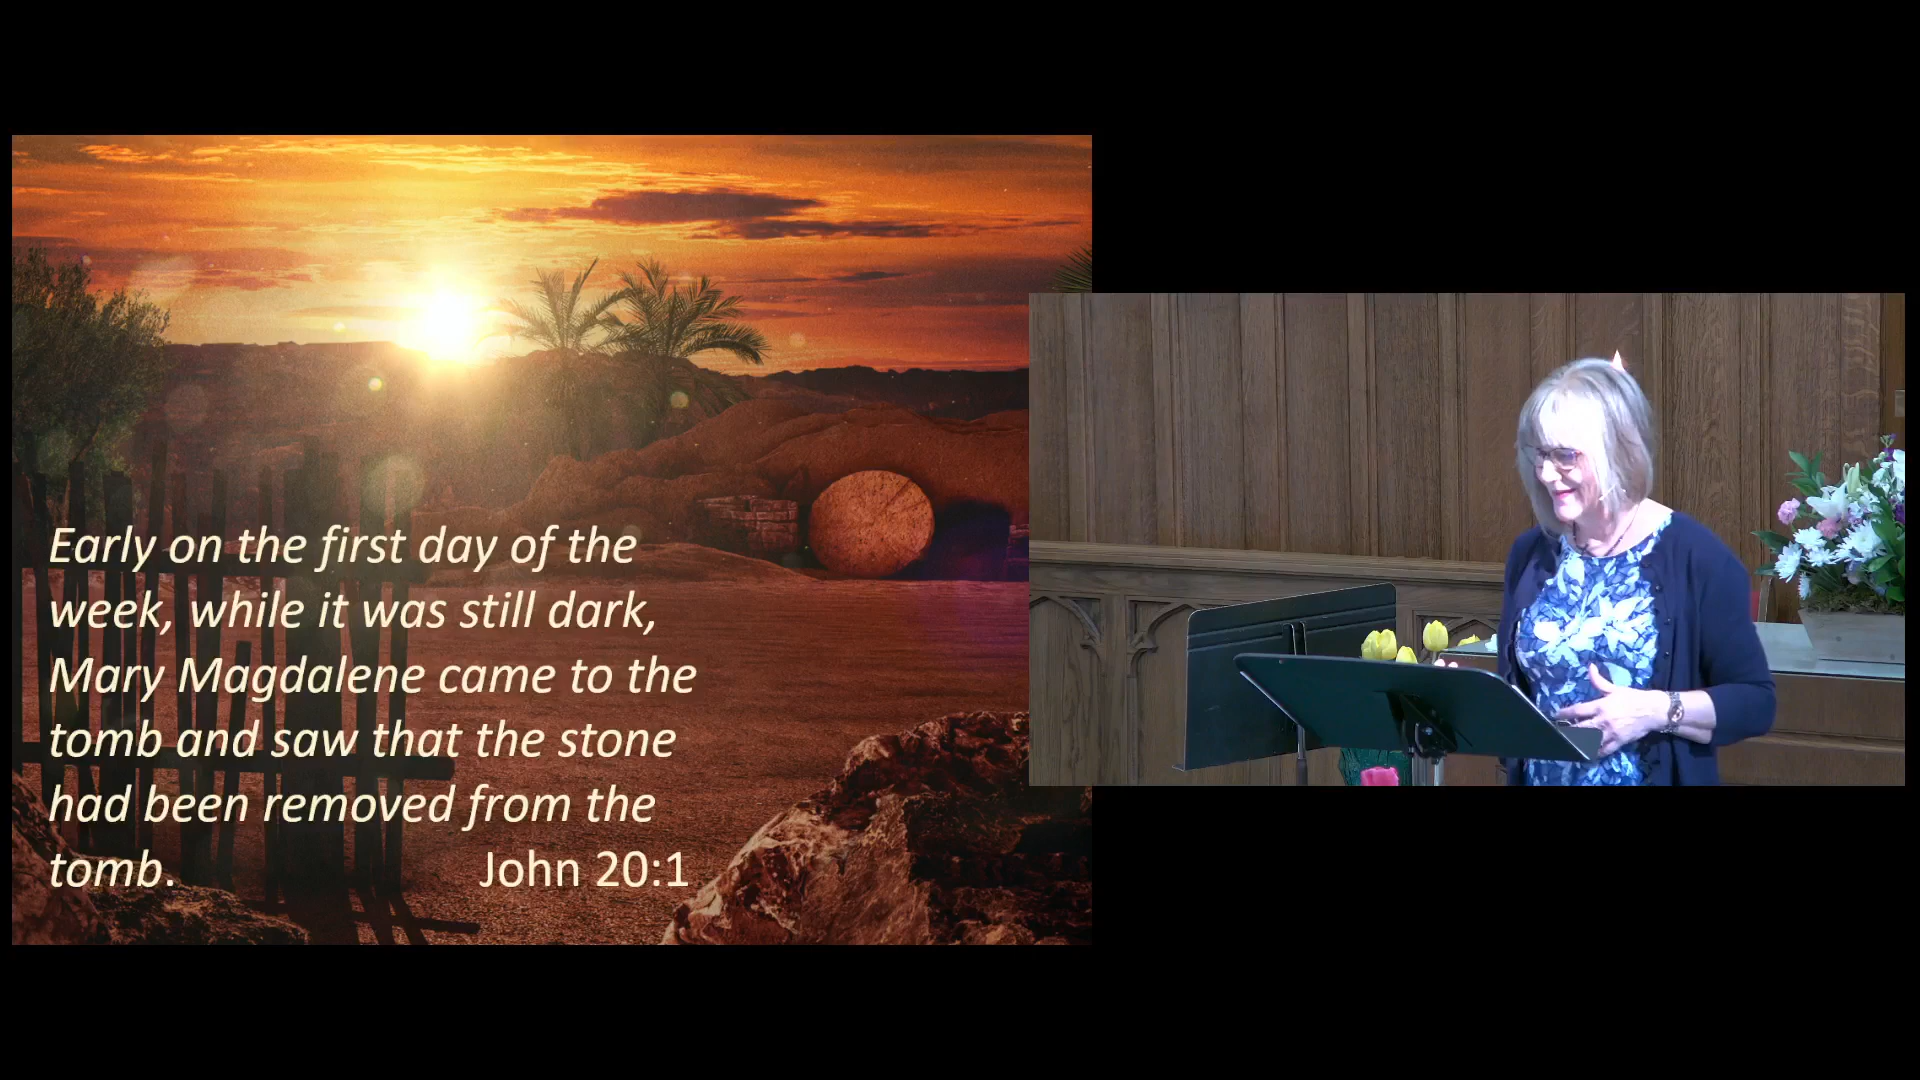 Early on the first day of the
week, while it was still dark,
Mary Magdalene came to the
tomb and saw that the stone
had been removed from the
tomb. John 20:1